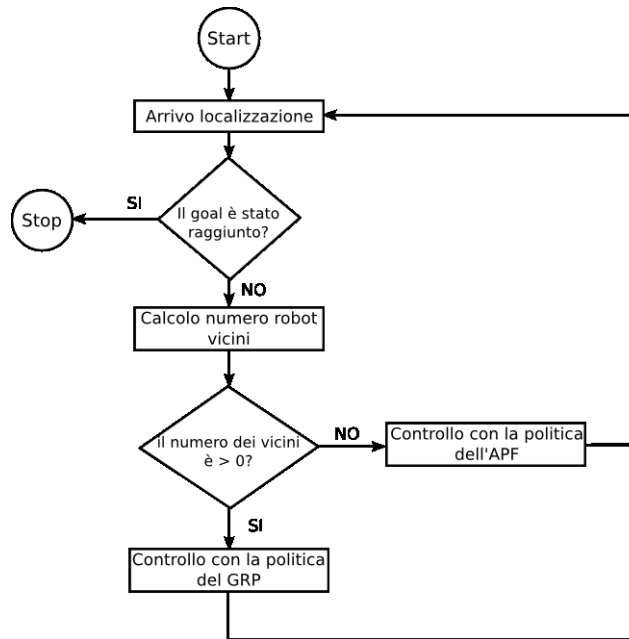 Start
Arrivo localizzazione
SI
Il goal è stato
raggiunto?
Stop
NO
Calcolo numero robot
vicini
il numero dei vicini
è > 0?
NO
Controllo con la politica
dell'APF
SI
Controllo con la politica
del GRP